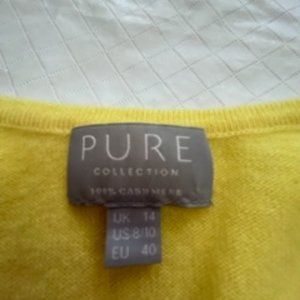 PURE
COLLECTION
100% CASHMERE
UK 14
US 8/10
EU 40